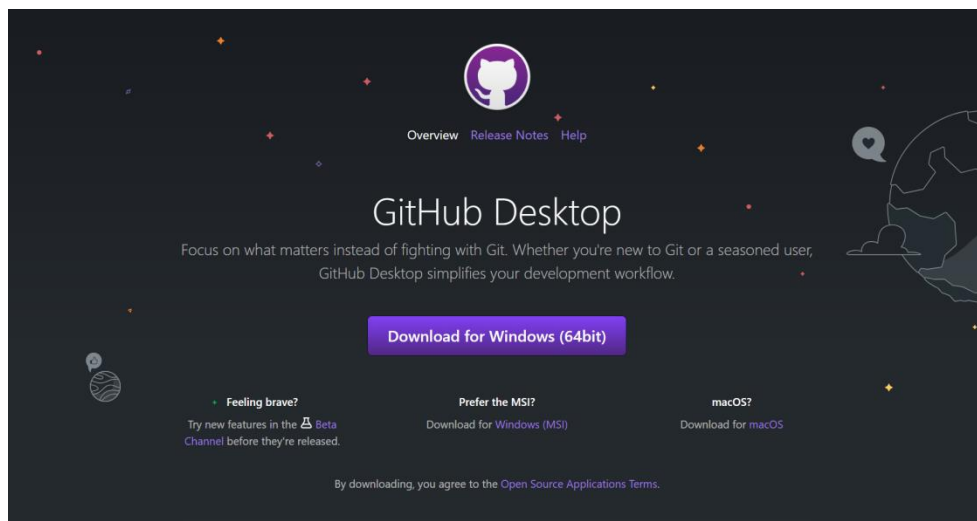 Overview Release Notes Help
GitHub Desktop
Focus on what matters instead of fighting with Git. Whether you're new to Git or a seasoned user,
GitHub Desktop simplifies your development workflow.
Download for Windows (64bit)
Feeling brave?
Try new features in the Beta
Channel before they're released.
Prefer the MSI?
Download for Windows (MSI)
macOS?
Download for macOS
By downloading, you agree to the Open Source Applications Terms.